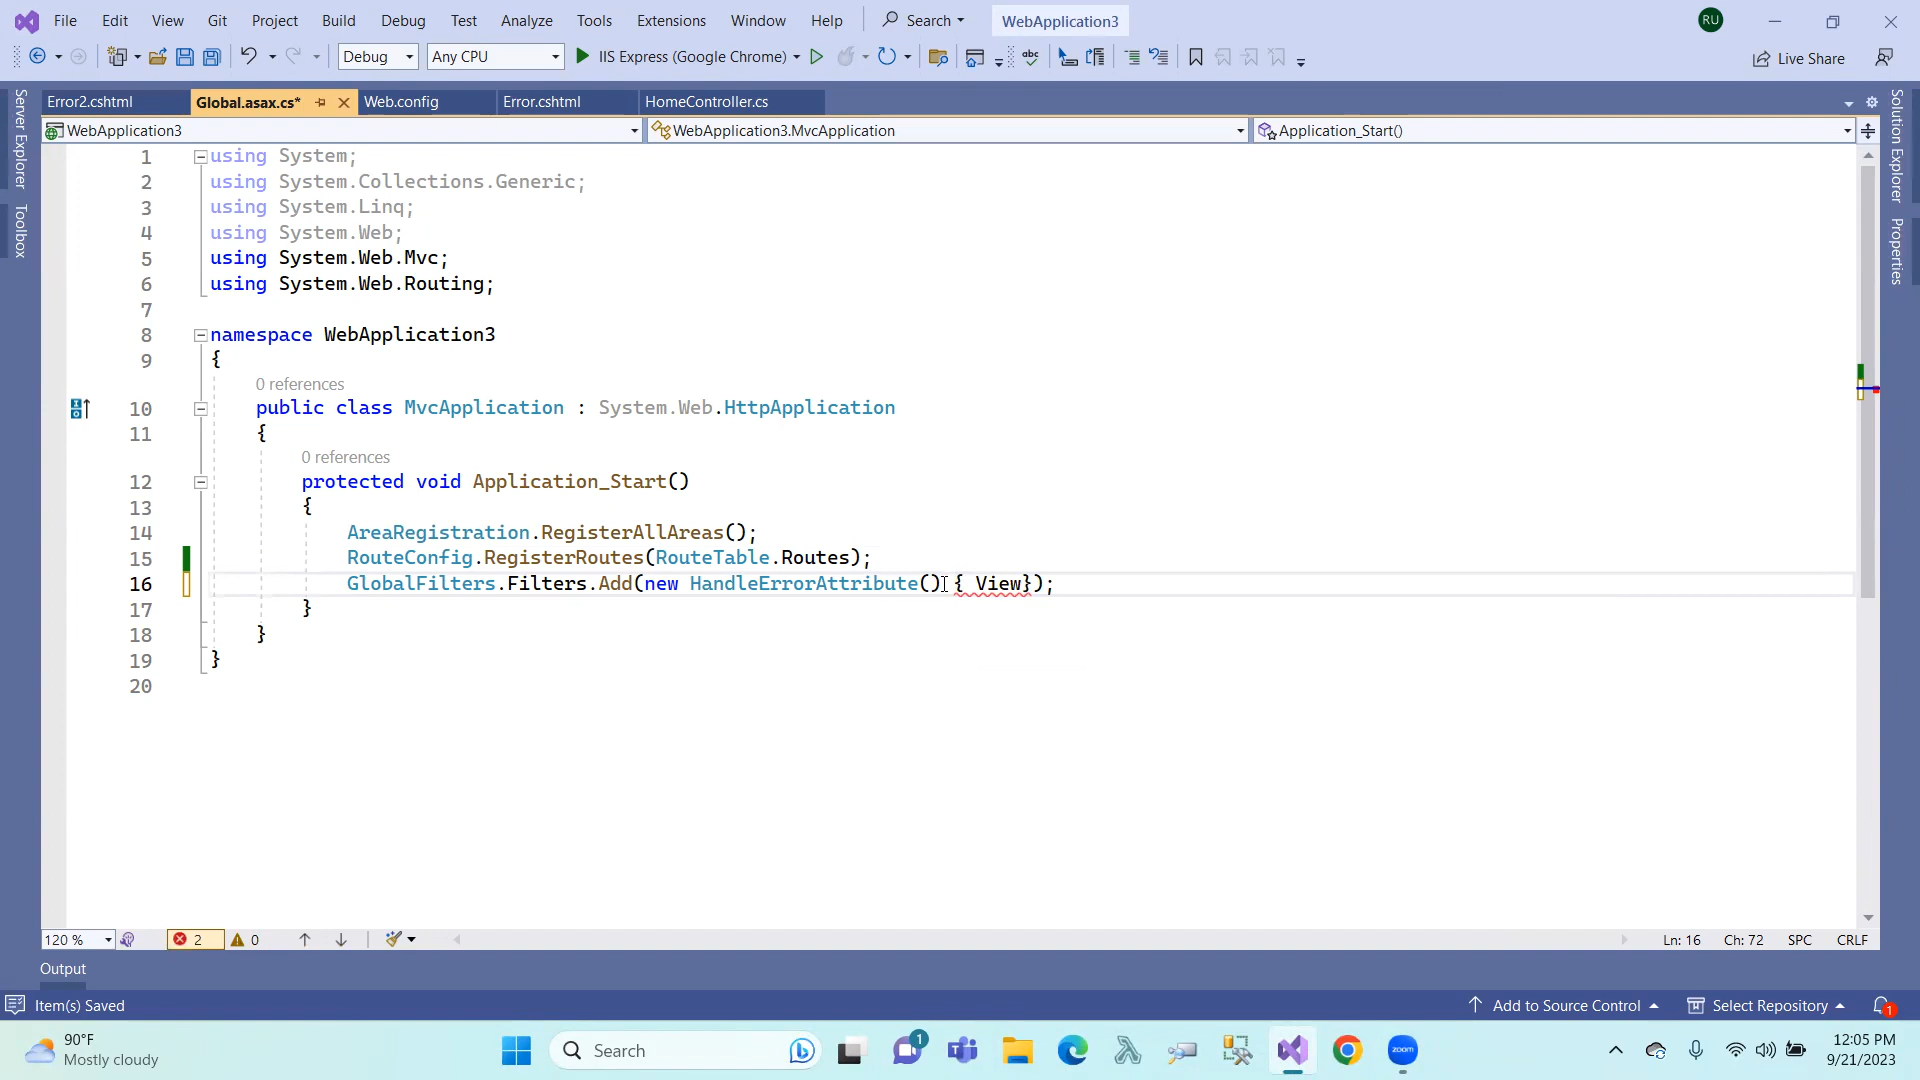 File Edit View Git Project Build Debug Test Analyze Tools Extensions Window Help Search WebApplication3 RU
Debug Any CPU IIS Express (Google Chrome) abc Live Share
Server Explorer
Toolbox
Error2.cshtml Global.asax.cs* Web.config Error.cshtml HomeController.cs
WebApplication3 WebApplication3.MvcApplication Application_Start()
1 using System;
2 using System.Collections.Generic;
3 using System.Linq;
4 using System.Web;
5 using System.Web.Mvc;
6 using System.Web.Routing;
7
8 namespace WebApplication3
9 {
0 references
10 public class MvcApplication : System.Web.HttpApplication
11 {
0 references
12 protected void Application_Start()
13 {
14 AreaRegistration.RegisterAllAreas();
15 RouteConfig.RegisterRoutes(RouteTable.Routes);
16 GlobalFilters.Filters.Add(new HandleErrorAttribute() { View});
17 }
18 }
19 }
20
Solution Explorer
Properties
120 % 2 0 Ln: 16 Ch: 72 SPC CRLF
Output
Item(s) Saved Add to Source Control Select Repository 1
90°F
Mostly cloudy
Search 1 zoom
12:05 PM
9/21/2023